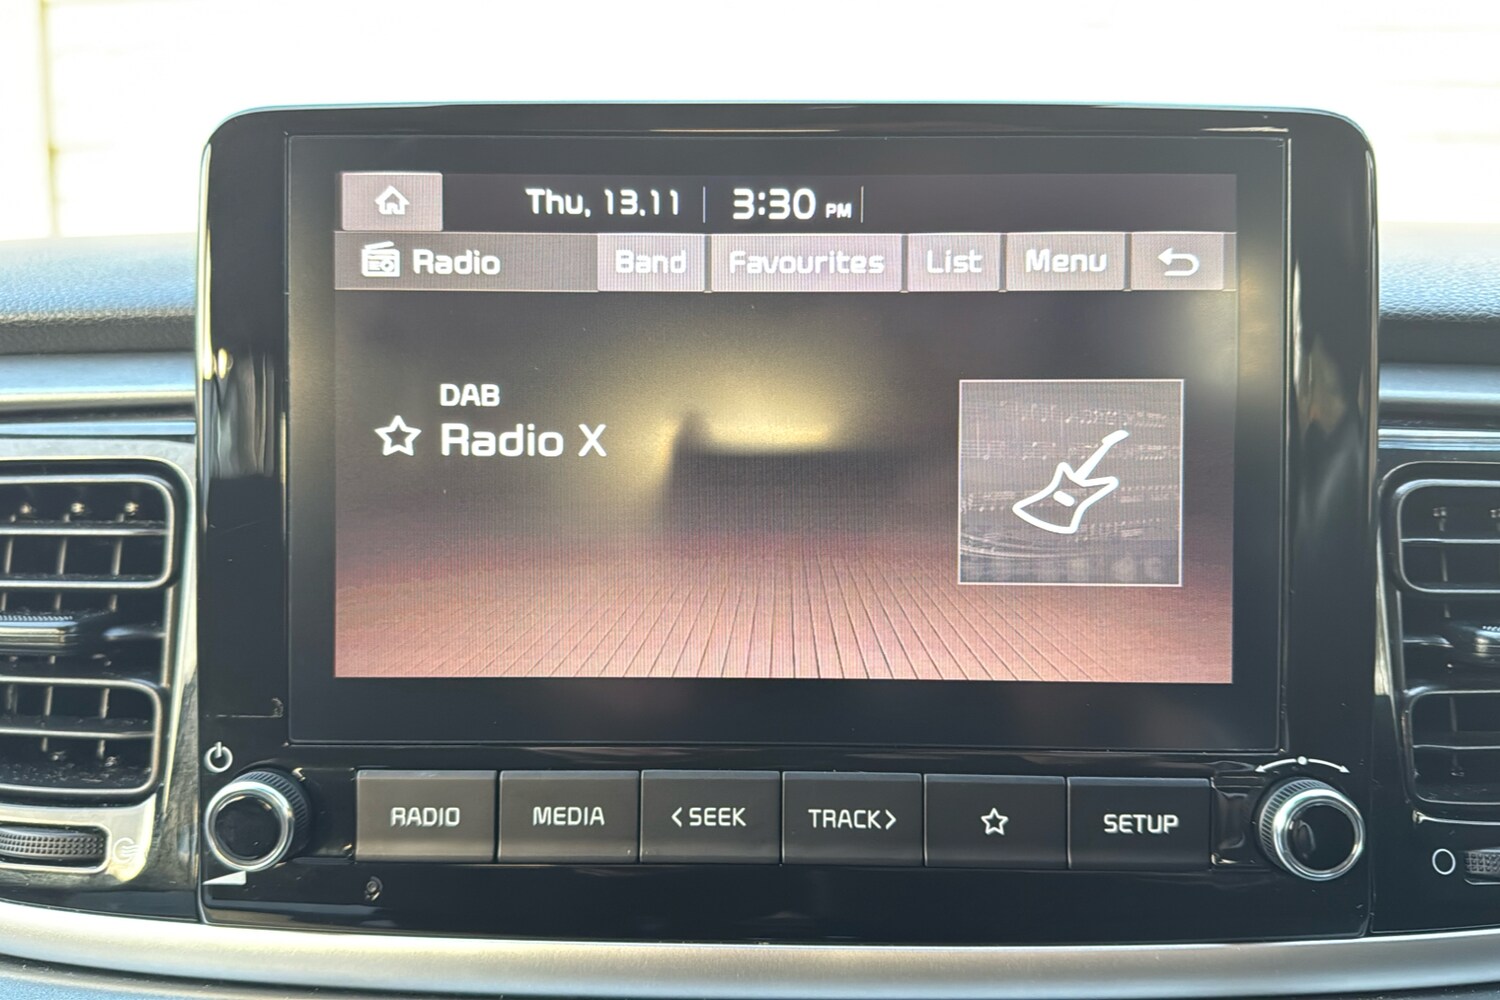 Thu, 13.11 3:30 PM
Radio Band Favourites List Menu
DAB
Radio X
RADIO MEDIA <SEEK TRACK> SETUP